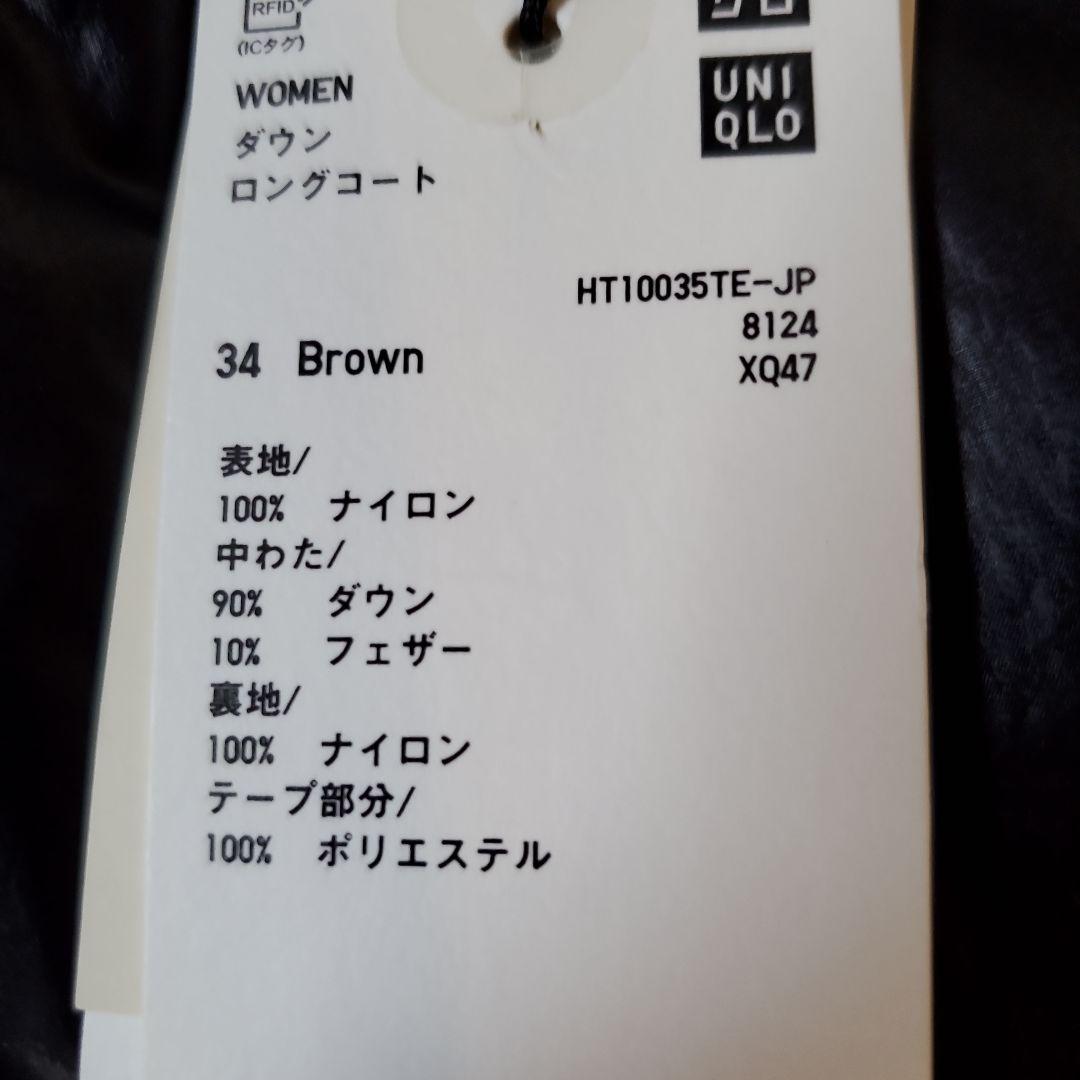 RFID
(ICタグ)
WOMEN
ダウン
ロングコート
UNI
QLO
HT10035TE-JP
8124
XQ47
34 Brown
表地/
100% ナイロン
中わた/
90% ダウン
10% フェザー
裏地/
100% ナイロン
テープ部分/
100% ポリエステル